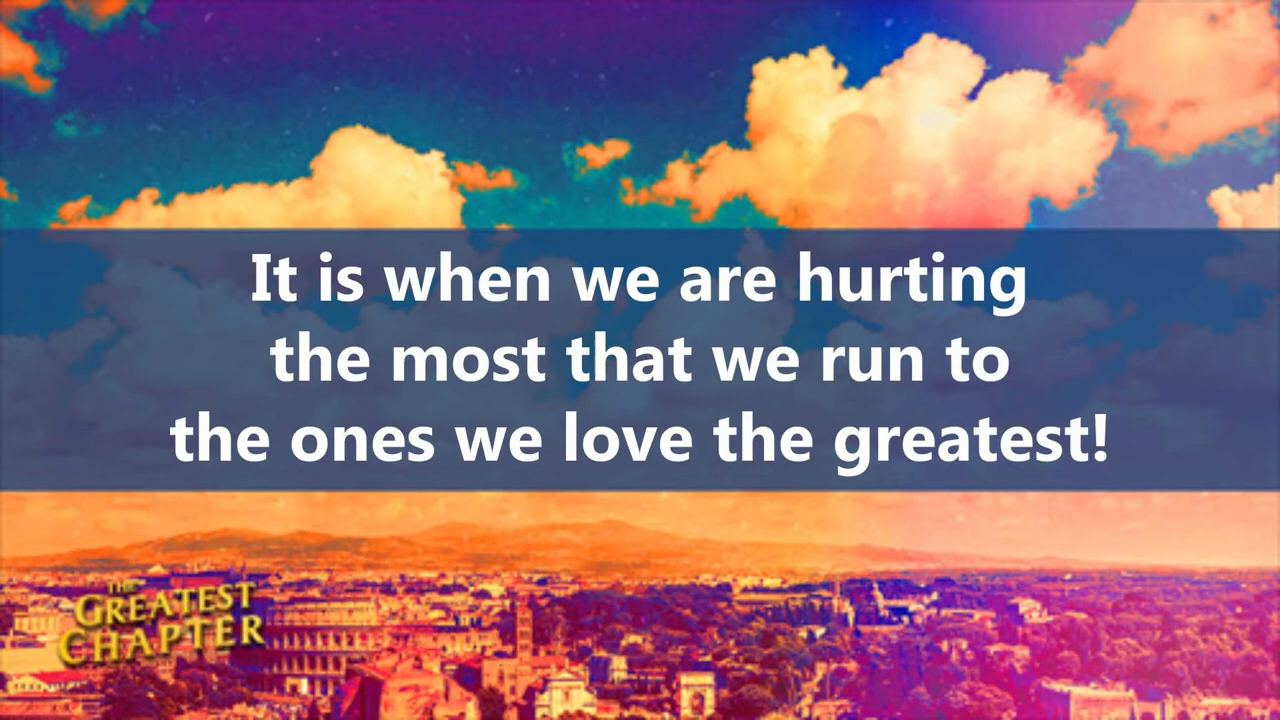 It is when we are hurting
the most that we run to
the ones we love the greatest!
THE
GREATEST
CHAPTER